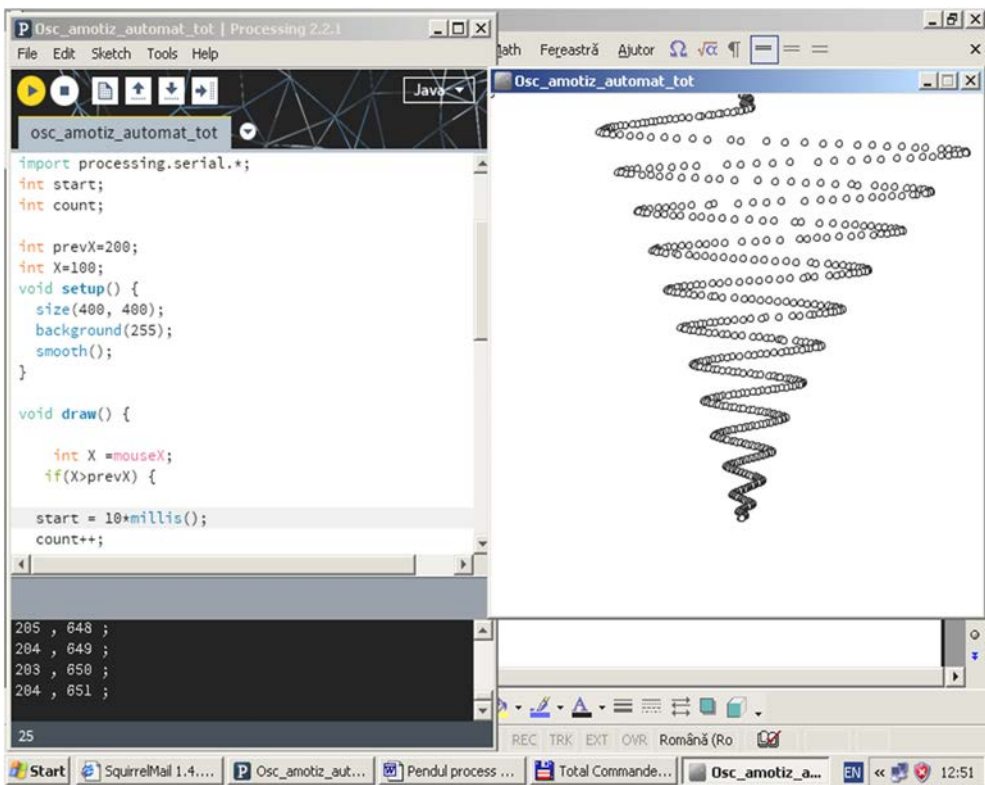 Osc_amotiz_automat_tot | Processing 2.2.1
File Edit Sketch Tools Help
Java
osc_amotiz_automat_tot
import processing.serial.*;
int start;
int count;
int prevX=200;
int X=100;
void setup() {
size(400, 400);
background(255);
smooth();
}
void draw() {
int X =mouseX;
if(X>prevX) {
start = 10*millis();
count++;
205 , 648 ;
204 , 649 ;
203 , 650 ;
204 , 651 ;
25
Math Fereastră Ajutor Ω √α ¶
Osc_amotiz_automat_tot
A
REC TRK EXT OVR Română (Ro
Start SquirrelMail 1.4.... Osc_amotiz_aut... Pendul process ... Total Commande... Osc_amotiz_a... EN « 12:51